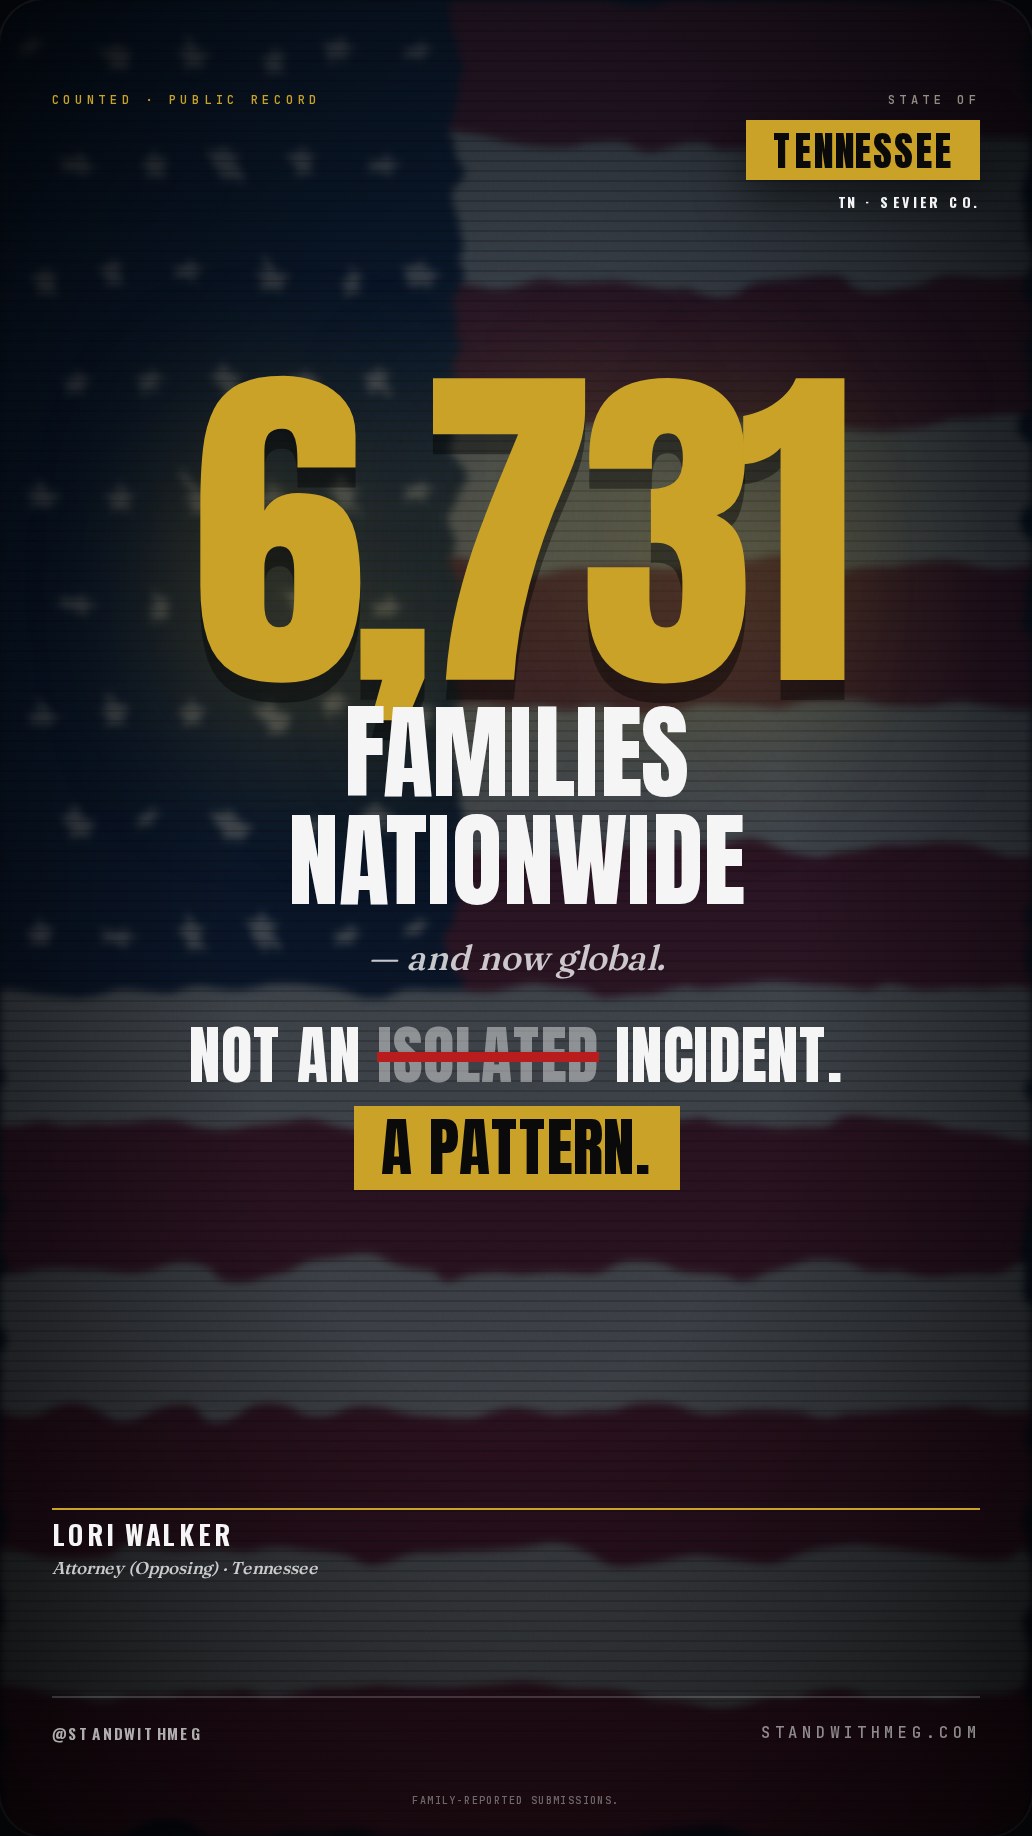 COUNTED · PUBLIC RECORD
STATE OF
TENNESSEE
TN · SEVIER CO.
6,731
FAMILIES
NATIONWIDE
— and now global.
NOT AN ISOLATED INCIDENT.
A PATTERN.
LORI WALKER
Attorney (Opposing) · Tennessee
@STANDWITHMEG
STANDWITHMEG.COM
FAMILY-REPORTED SUBMISSIONS.